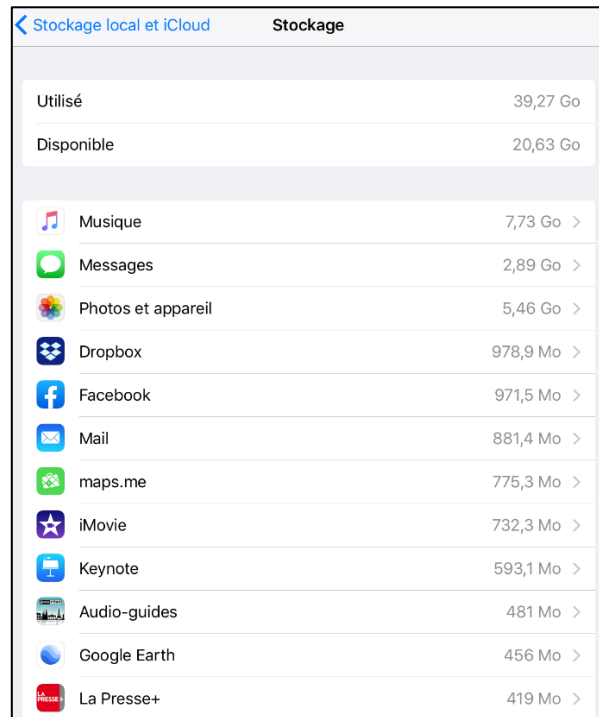 Stockage local et iCloud Stockage
Utilisé 39,27 Go
Disponible 20,63 Go
Musique 7,73 Go
Messages 2,89 Go
Photos et appareil 5,46 Go
Dropbox 978,9 Mo
Facebook 971,5 Mo
Mail 881,4 Mo
maps.me 775,3 Mo
iMovie 732,3 Mo
Keynote 593,1 Mo
Audio-guides 481 Mo
Google Earth 456 Mo
LA PRESSE+ La Presse+ 419 Mo